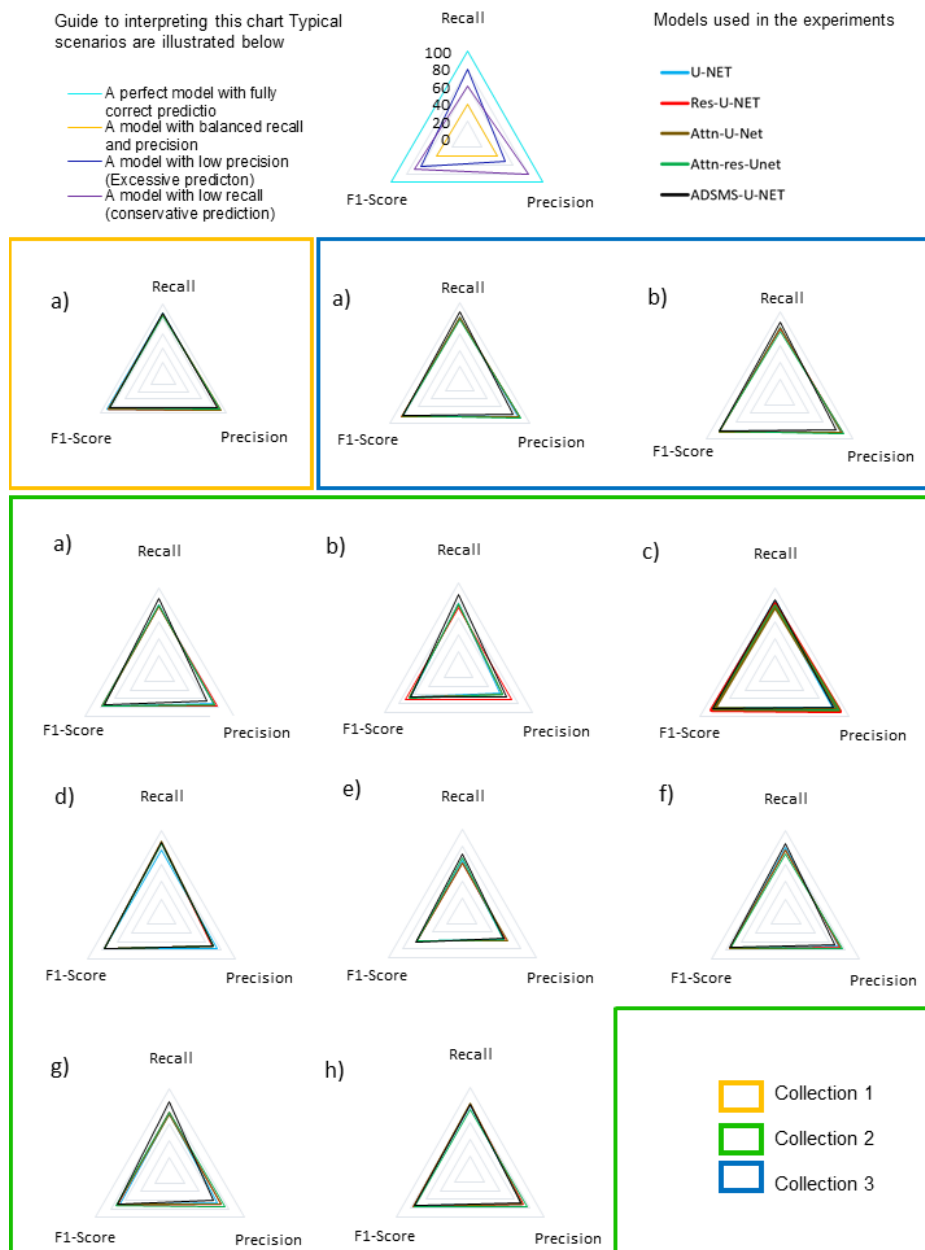 Guide to interpreting this chart Typical
scenarios are illustrated below
A perfect model with fully
correct predictio
A model with balanced recall
and precision
A model with low precision
(Excessive predicton)
A model with low recall
(conservative prediction)
Recall
100
80
60
40
20
0
F1-Score
Precision
Models used in the experiments
U-NET
Res-U-NET
Attn-U-Net
Attn-res-Unet
ADSMS-U-NET
a)
Recall
F1-Score
Precision
a)
Recall
F1-Score
Precision
b)
Recall
F1-Score
Precision
a)
Recall
F1-Score
Precision
b)
Recall
F1-Score
Precision
c)
Recall
F1-Score
Precision
d)
Recall
F1-Score
Precision
e)
Recall
F1-Score
Precision
f)
Recall
F1-Score
Precision
g)
Recall
F1-Score
Precision
h)
Recall
F1-Score
Precision
Collection 1
Collection 2
Collection 3